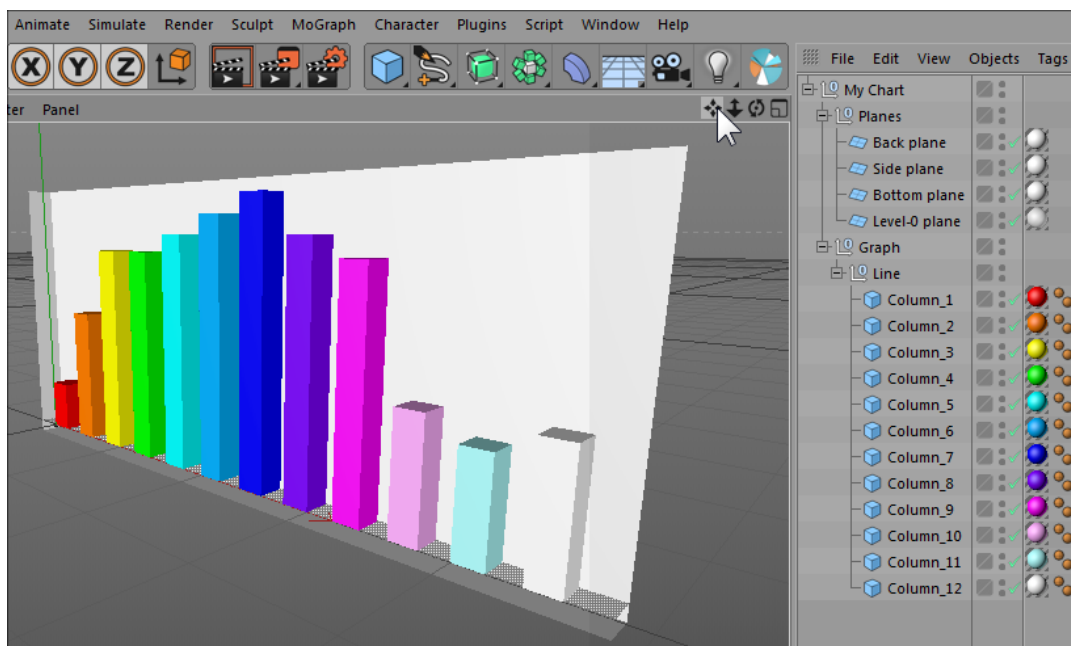 Animate Simulate Render Sculpt MoGraph Character Plugins Script Window Help
X Y Z
File Edit View Objects Tags
ter Panel
My Chart
Planes
Back plane
Side plane
Bottom plane
Level-0 plane
Graph
Line
Column_1
Column_2
Column_3
Column_4
Column_5
Column_6
Column_7
Column_8
Column_9
Column_10
Column_11
Column_12